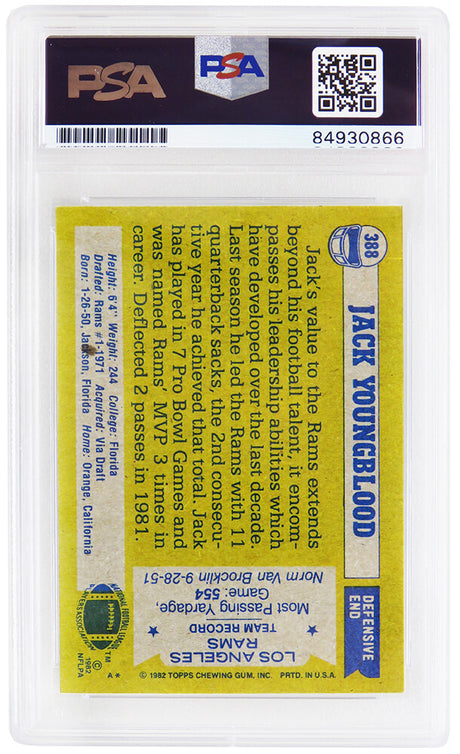 PSA
PSA
84930866
388
JACK YOUNGBLOOD
DEFENSIVE
END
Jack's value to the Rams extends
beyond his football talent, it encom-
passes his leadership abilities which
have developed over the last decade.
Last season he led the Rams with 11
quarterback sacks, the 2nd consecu-
tive year he achieved that total. Jack
has played in 7 Pro Bowl Games and
was named Rams' MVP 3 times in
career. Deflected 2 passes in 1981.
Height: 6'4" Weight: 244 College: Florida
Drafted: Rams #1-1971 Acquired: Via Draft
Born: 1-26-50, Jackson, Florida Home: Orange, California
LOS ANGELES
RAMS
TEAM RECORD
Most Passing Yardage,
Game: 554
Norm Van Brocklin 9-28-51
NATIONAL FOOTBALL LEAGUE
PLAYERS ASSOCIATION
© 1982
NFLPA
A*
© 1982 TOPPS CHEWING GUM, INC. PRTD. IN U.S.A.